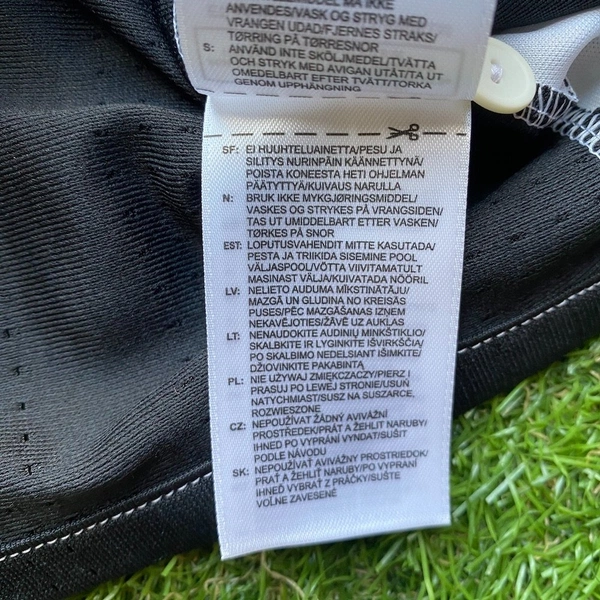 MIDDEL MÅ IKKE
ANVENDES/VASK OG STRYG MED
VRANGEN UDAD/FJERNES STRAKS/
TØRRING PÅ TØRRESNOR
S: ANVÄND INTE SKÖLJMEDEL/TVÄTTA
OCH STRYK MED AVIGAN UTÅT/TA UT
OMEDELBART EFTER TVÄTT/TORKA
GENOM UPPHÄNGNING
SF: EI HUUHTELUAINETTA/PESU JA
SILITYS NURINPÄIN KÄÄNNETTYNÄ/
POISTA KONEESTA HETI OHJELMAN
PÄÄTYTTYÄ/KUIVAUS NARULLA
N: BRUK IKKE MYKGJØRINGSMIDDEL/
VASKES OG STRYKES PÅ VRANGSIDEN/
TAS UT UMIDDELBART ETTER VASKEN/
TØRKES PÅ SNOR
EST: LOPUTUSVAHENDIT MITTE KASUTADA/
PESTA JA TRIIKIDA SISEMINE POOL
VÄLJASPOOL/VÕTTA VIIVITAMATULT
MASINAST VÄLJA/KUIVATADA NÖÖRIL
LV: NELIETO AUDUMA MĪKSTINĀTĀJU/
MAZGĀ UN GLUDINA NO KREISĀS
PUSES/PĒC MAZGĀŠANAS IZŅEM
NEKAVĒJOTIES/ŽĀVĒ UZ AUKLAS
LT: NENAUDOKITE AUDINIŲ MINKŠTIKLIO/
SKALBKITE IR LYGINKITE IŠVIRKŠČIĄ/
PO SKALBIMO NEDELSIANT IŠIMKITE/
DŽIOVINKITE PAKABINTĄ
PL: NIE UŻYWAJ ZMIĘKCZACZY/PIERZ I
PRASUJ PO LEWEJ STRONIE/USUŃ
NATYCHMIAST/SUSZ NA SUSZARCE,
ROZWIESZONE
CZ: NEPOUŽÍVAT ŽÁDNÝ AVIVÁŽNÍ
PROSTŘEDEK/PRÁT A ŽEHLIT NARUBY/
IHNED PO VYPRÁNÍ VYNDAT/SUŠIT
PODLE NÁVODU
SK: NEPOUŽÍVAT AVIVÁŽNY PROSTRIEDOK/
PRAŤ A ŽEHLIŤ NARUBY/PO VYPRANÍ
IHNEĎ VYBRAŤ Z PRÁČKY/SUŠTE
VOĽNE ZAVESENÉ